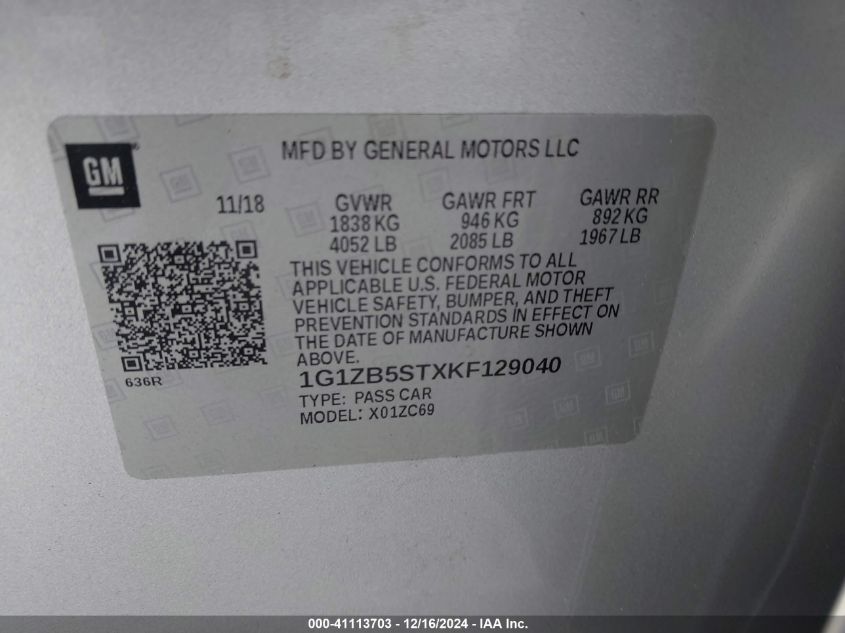 GM
MFD BY GENERAL MOTORS LLC
11/18
GVWR
1838 KG
4052 LB
GAWR FRT
946 KG
2085 LB
GAWR RR
892 KG
1967 LB
THIS VEHICLE CONFORMS TO ALL
APPLICABLE U.S. FEDERAL MOTOR
VEHICLE SAFETY, BUMPER, AND THEFT
PREVENTION STANDARDS IN EFFECT ON
THE DATE OF MANUFACTURE SHOWN
ABOVE.
636R
1G1ZB5STXKF129040
TYPE: PASS CAR
MODEL: X01ZC69
000-41113703 - 12/16/2024 - IAA Inc.